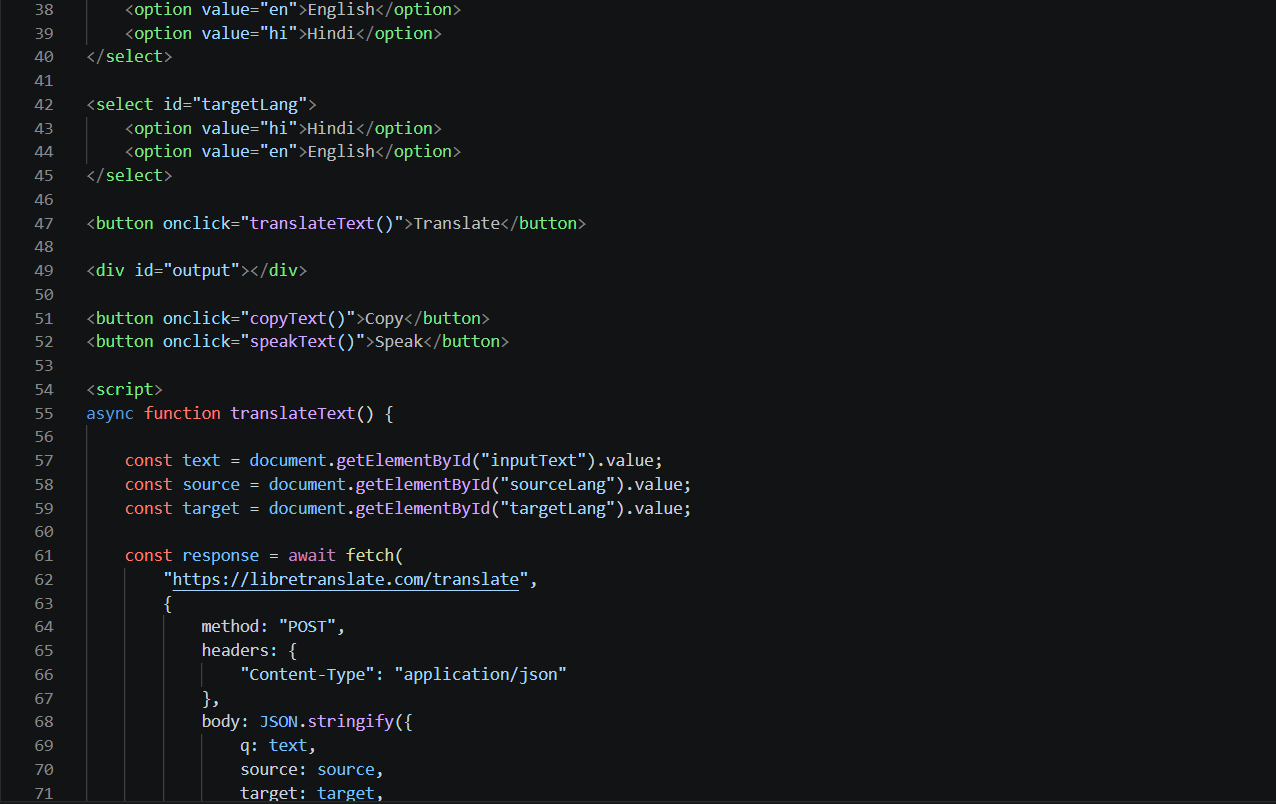 38 <option value="en">English</option>
39 <option value="hi">Hindi</option>
40 </select>
41
42 <select id="targetLang">
43 <option value="hi">Hindi</option>
44 <option value="en">English</option>
45 </select>
46
47 <button onclick="translateText()">Translate</button>
48
49 <div id="output"></div>
50
51 <button onclick="copyText()">Copy</button>
52 <button onclick="speakText()">Speak</button>
53
54 <script>
55 async function translateText() {
56
57 const text = document.getElementById("inputText").value;
58 const source = document.getElementById("sourceLang").value;
59 const target = document.getElementById("targetLang").value;
60
61 const response = await fetch(
62 "https://libretranslate.com/translate",
63 {
64 method: "POST",
65 headers: {
66 "Content-Type": "application/json"
67 },
68 body: JSON.stringify({
69 q: text,
70 source: source,
71 target: target,